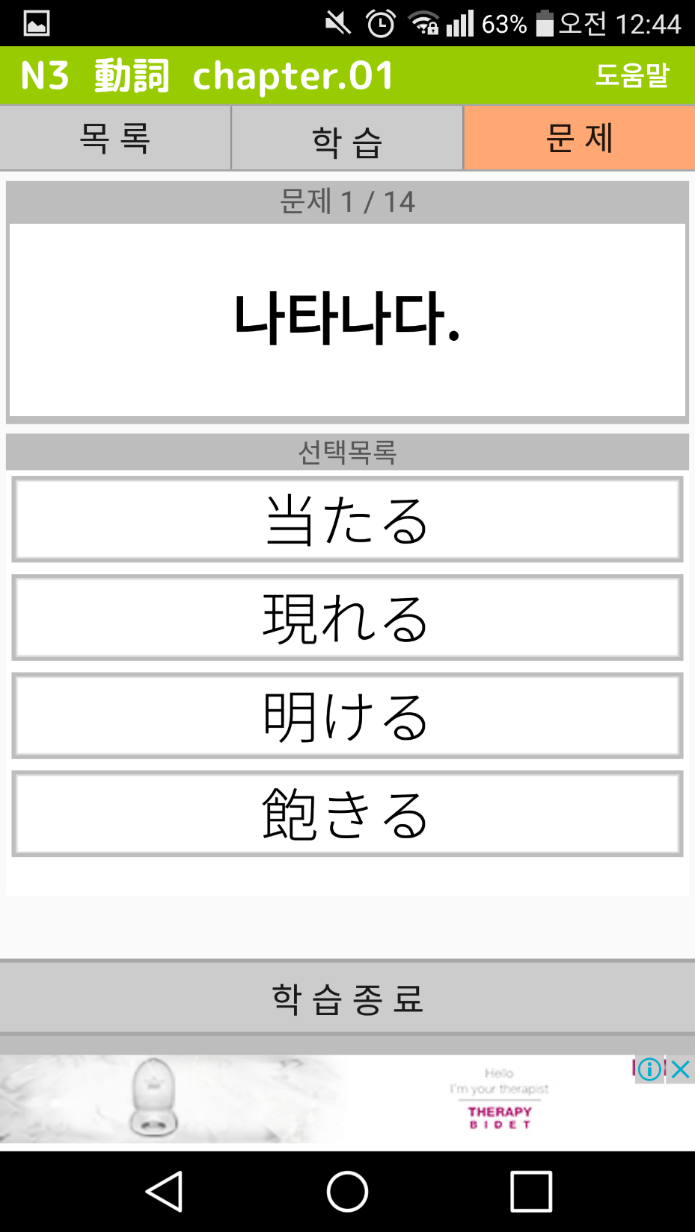 63% 오전 12:44
N3 動詞 chapter.01 도움말
목 록 학 습 문 제
문제 1 / 14
나타나다.
선택목록
当たる
現れる
明ける
飽きる
학 습 종 료
Hello
I'm your therapist
THERAPY
BIDET